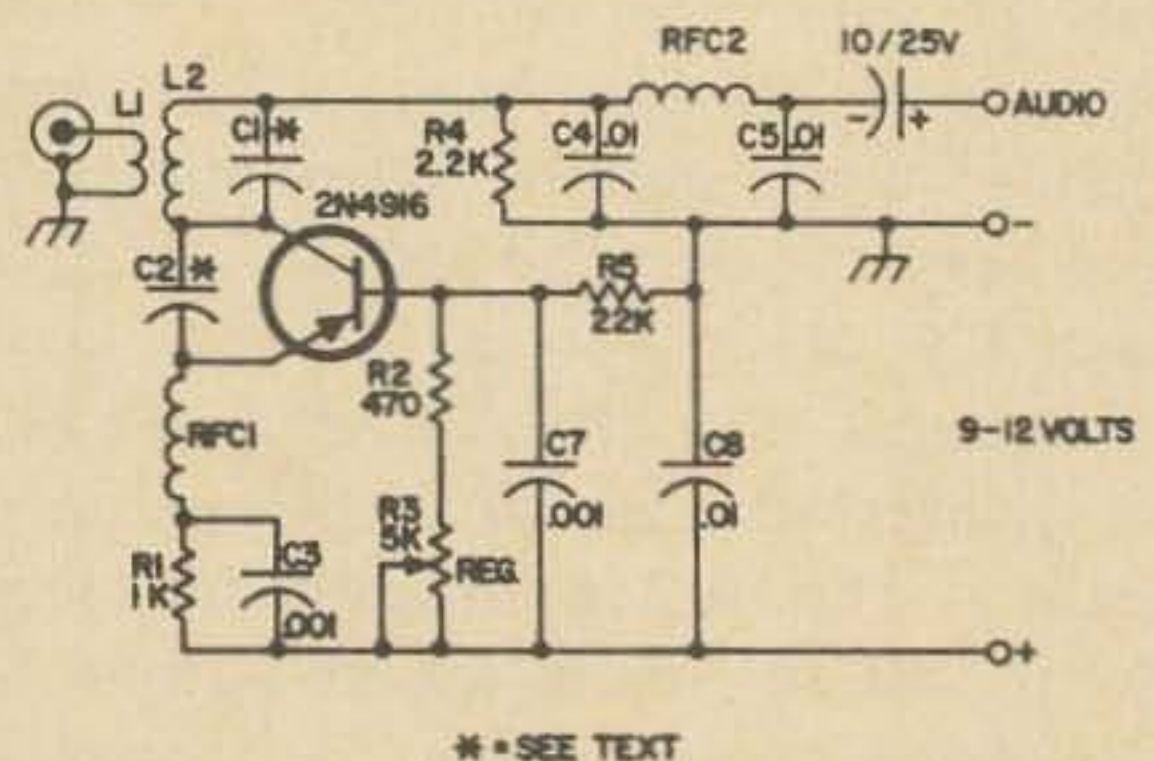 RFC2
10/25V
L1
L2
C1 *
R4
2.2K
C4 .01
C5 .01
- +
AUDIO
2N4916
-
C2 *
R5
22K
R2
470
RFC1
C7
.001
C8
.01
9-12 VOLTS
R3
5K
REG.
R1
1K
C3
.001
+
* = SEE TEXT